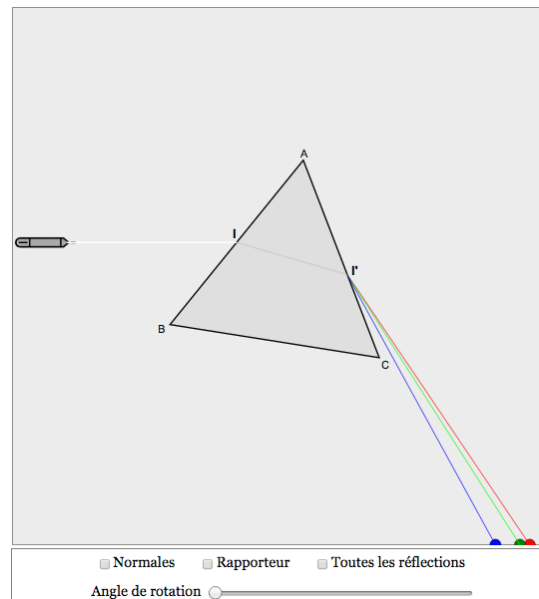 A
I
I'
B
C
Normales Rapporteur Toutes les réflections
Angle de rotation